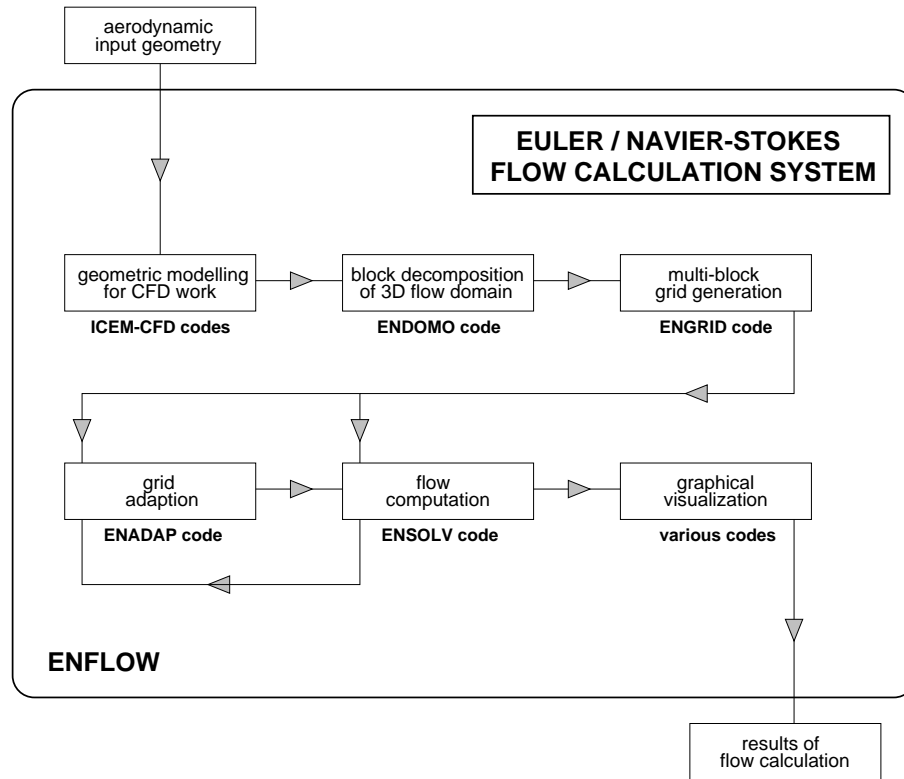 aerodynamic
input geometry
EULER / NAVIER-STOKES
FLOW CALCULATION SYSTEM
geometric modelling
for CFD work
ICEM-CFD codes
block decomposition
of 3D flow domain
ENDOMO code
multi-block
grid generation
ENGRID code
grid
adaption
ENADAP code
flow
computation
ENSOLV code
graphical
visualization
various codes
ENFLOW
results of
flow calculation